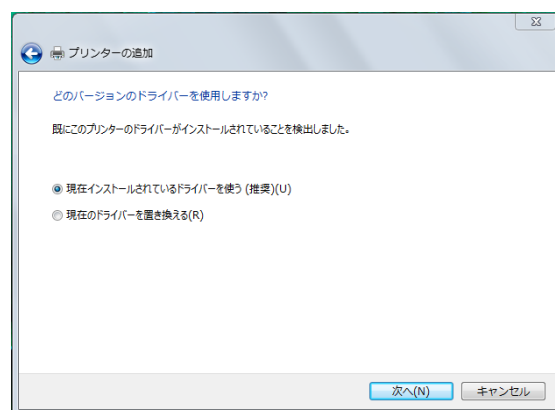 プリンターの追加
どのバージョンのドライバーを使用しますか?
既にこのプリンターのドライバーがインストールされていることを検出しました。
現在インストールされているドライバーを使う (推奨)(U)
現在のドライバーを置き換える(R)
次へ(N)
キャンセル